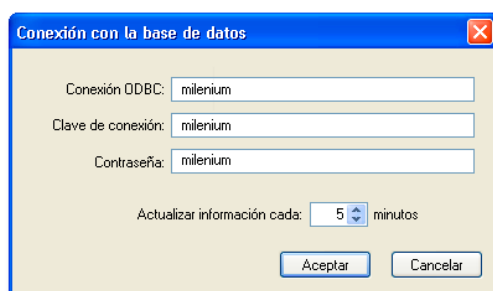 Conexión con la base de datos
Conexión ODBC: milenium
Clave de conexión: milenium
Contraseña: milenium
Actualizar información cada: 5 minutos
Aceptar Cancelar